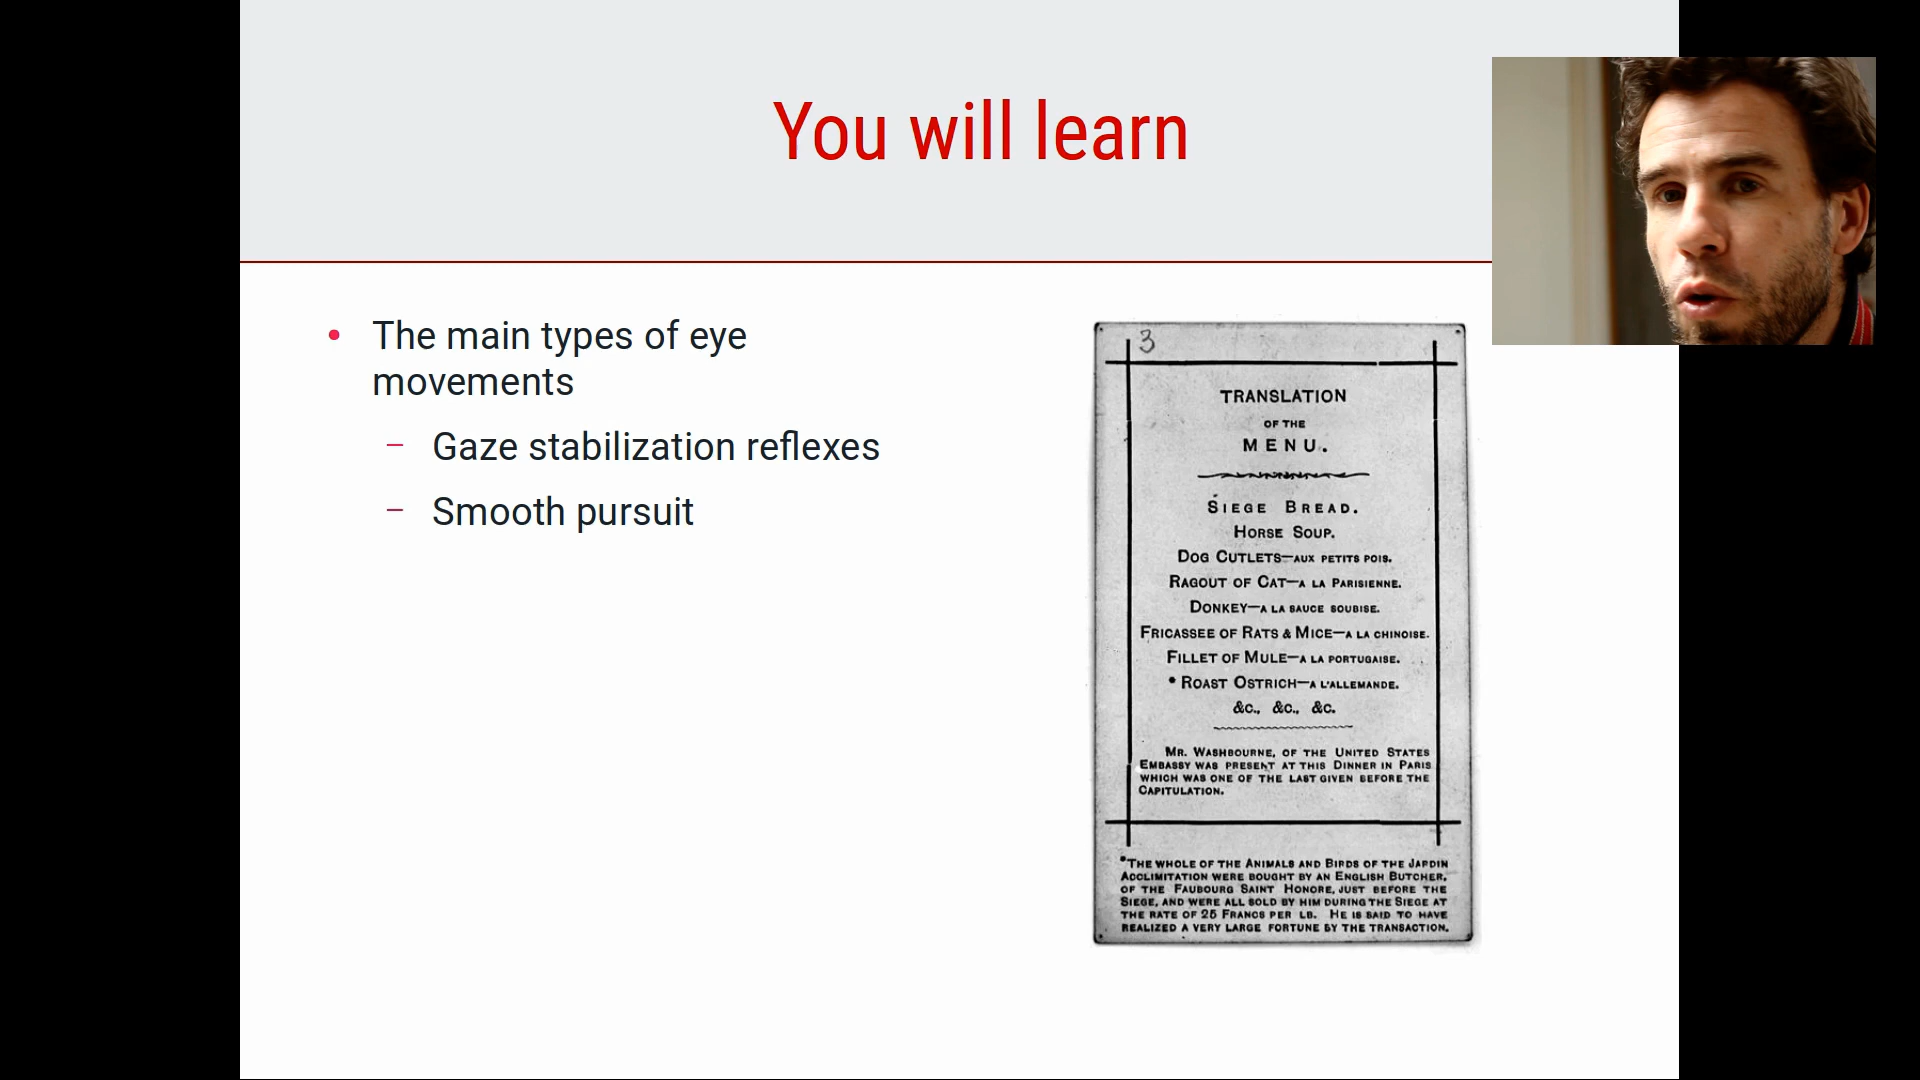 You will learn
• The main types of eye
movements
– Gaze stabilization reflexes
– Smooth pursuit
3
TRANSLATION
OF THE
MENU.
SIEGE BREAD.
HORSE SOUP.
DOG CUTLETS—AUX PETITS POIS.
RAGOUT OF CAT—A LA PARISIENNE.
DONKEY—A LA SAUCE SOUBISE.
FRICASSEE OF RATS & MICE—A LA CHINOISE.
FILLET OF MULE—A LA PORTUGAISE.
* ROAST OSTRICH—A L'ALLEMANDE.
&C., &C., &C.
MR. WASHBOURNE, OF THE UNITED STATES
EMBASSY WAS PRESENT AT THIS DINNER IN PARIS
WHICH WAS ONE OF THE LAST GIVEN BEFORE THE
CAPITULATION.
*THE WHOLE OF THE ANIMALS AND BIRDS OF THE JARDIN
ACCLIMITATION WERE BOUGHT BY AN ENGLISH BUTCHER,
OF THE FAUBOURG SAINT HONORE, JUST BEFORE THE
SIEGE, AND WERE ALL SOLD BY HIM DURING THE SIEGE AT
THE RATE OF 25 FRANCS PER LB. HE IS SAID TO HAVE
REALIZED A VERY LARGE FORTUNE BY THE TRANSACTION.